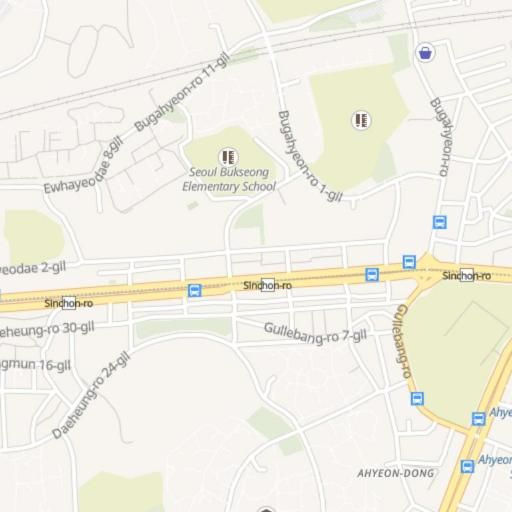 Bugahyeon-ro 11-gil
Bugahyeon-ro
Bugahyeon-ro 1-gil
Ewhayeodae 8-gil
Seoul Bukseong
Elementary School
yeodae 2-gil
Sinchon-ro
Sinchon-ro
Sinchon-ro
eheung-ro 30-gil
Gullebang-ro 7-gil
Gullebang-ro
gmun 16-gil
Daeheung-ro 24-gil
Ahye
Ahyeon
S
AHYEON-DONG